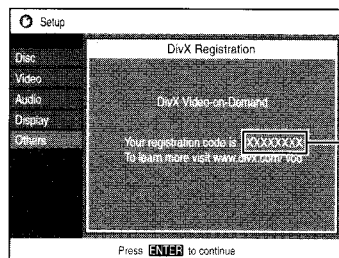 Setup
DivX Registration
Disc
Video
Audio
Display
Others
DivX Video-on-Demand
Your registration code is XXXXXXXX
To learn more visit www.divx.com/vod
Press ENTER to continue